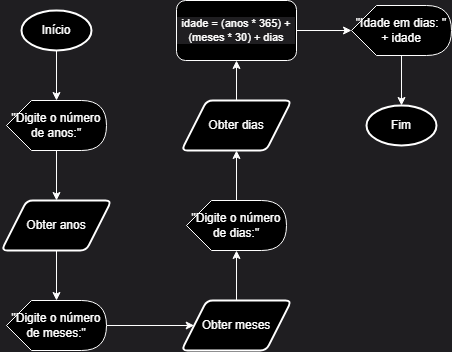 Início
"Digite o número
de anos:"
Obter anos
"Digite o número
de meses:"
Obter meses
"Digite o número
de dias:"
Obter dias
idade = (anos * 365) +
(meses * 30) + dias
"Idade em dias: "
+ idade
Fim